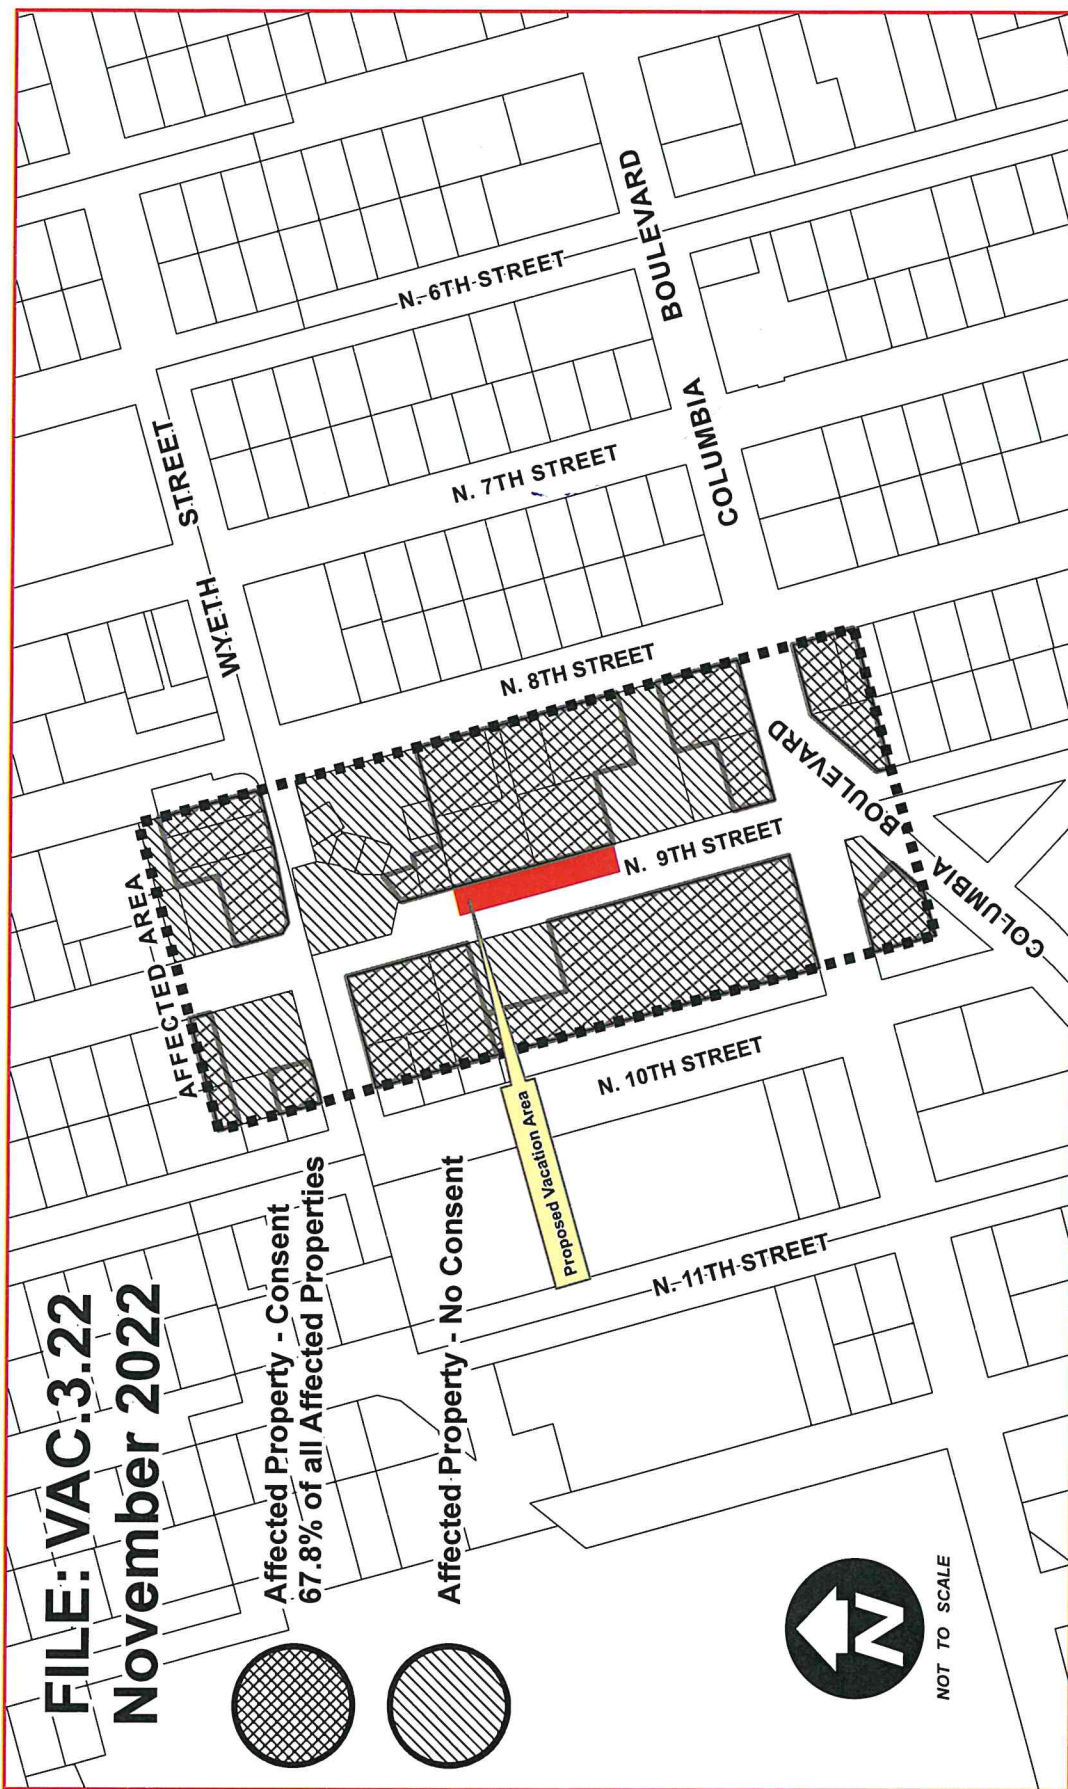 FILE: VAC.3.22
November 2022
Affected Property - Consent
67.8% of all Affected Properties
Affected Property - No Consent
N
NOT TO SCALE
AFFECTED AREA
WYETH STREET
N. 6TH STREET
N. 7TH STREET
N. 8TH STREET
N. 9TH STREET
N. 10TH STREET
N. 11TH STREET
COLUMBIA BOULEVARD
COLUMBIA BOULEVARD
Proposed Vacation Area